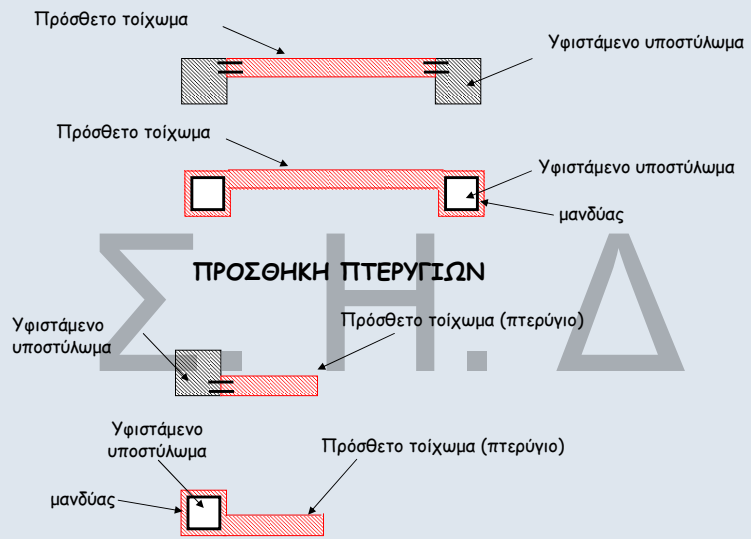 Πρόσθετο τοίχωμα
Υφιστάμενο υποστύλωμα
Πρόσθετο τοίχωμα
Υφιστάμενο υποστύλωμα
μανδύας
Σ. Η. Δ
ΠΡΟΣΘΗΚΗ ΠΤΕΡΥΓΙΩΝ
Υφιστάμενο
υποστύλωμα
Πρόσθετο τοίχωμα (πτερύγιο)
Υφιστάμενο
υποστύλωμα
Πρόσθετο τοίχωμα (πτερύγιο)
μανδύας